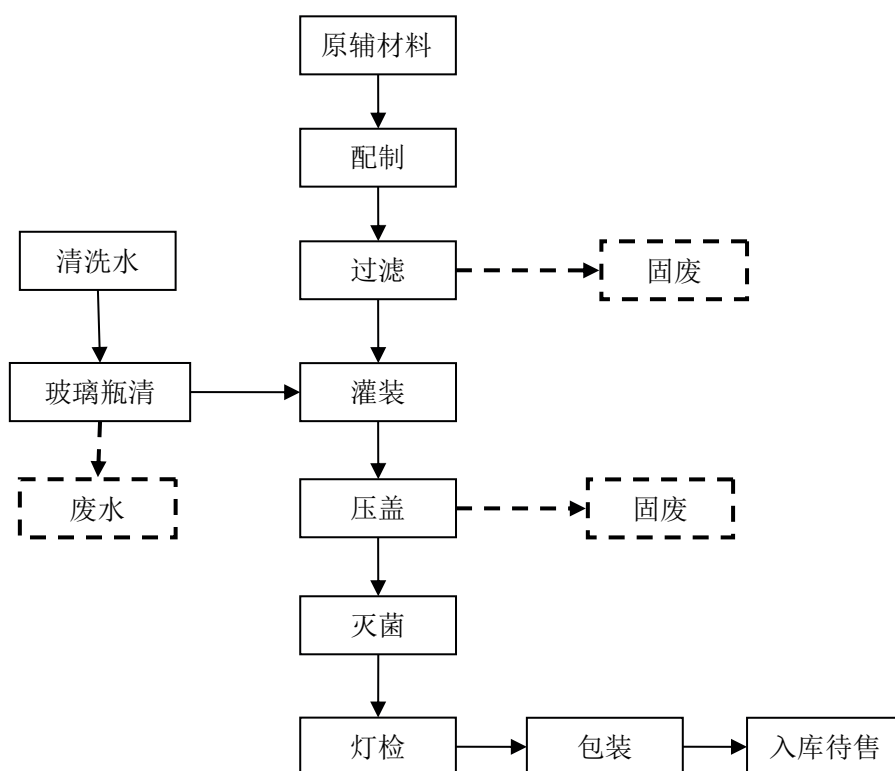 原辅材料
配制
清洗水
过滤
固废
玻璃瓶清
灌装
废水
压盖
固废
灭菌
灯检
包装
入库待售